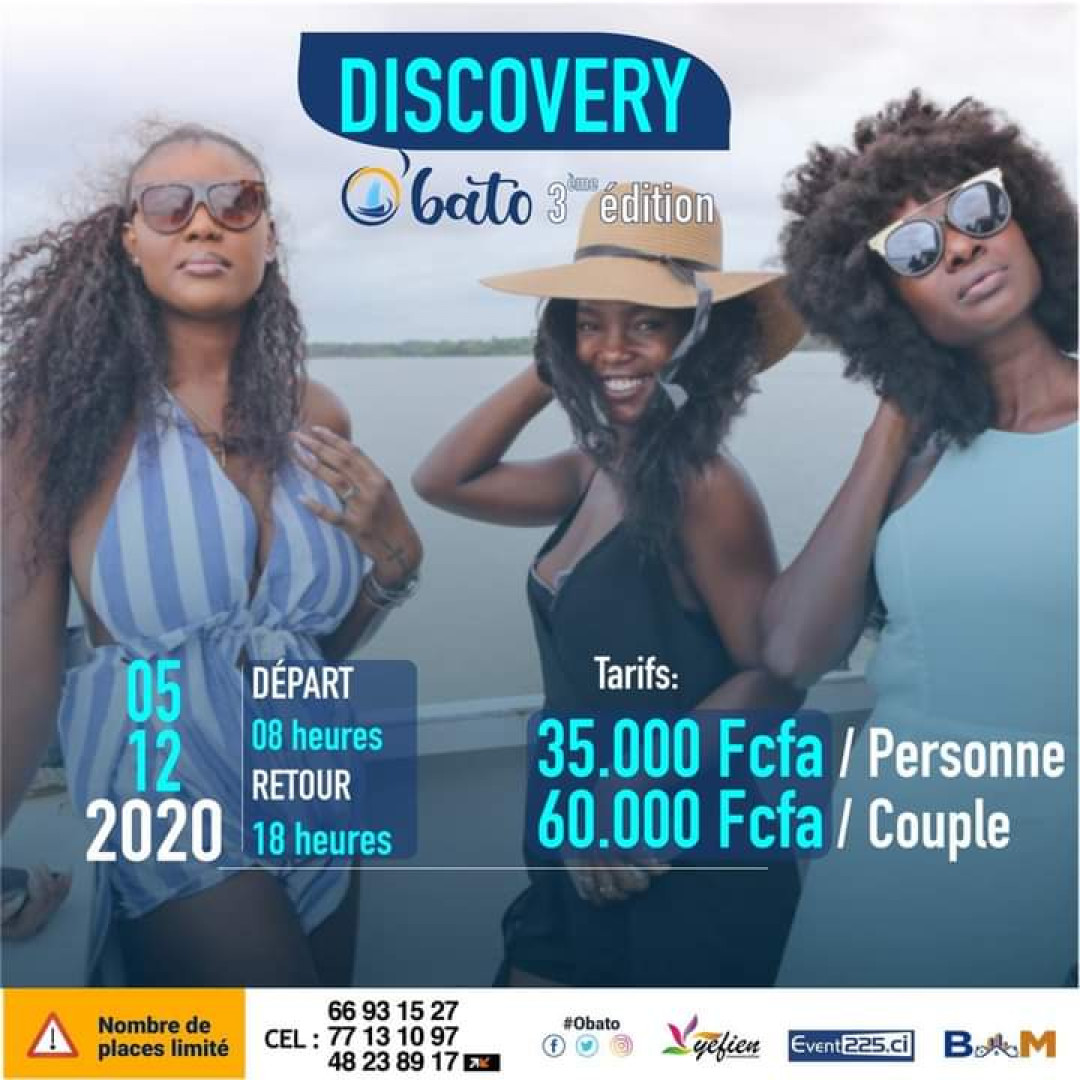 DISCOVERY
O'bato 3ème édition
05
12
2020
DÉPART
08 heures
RETOUR
18 heures
Tarifs:
35.000 Fcfa / Personne
60.000 Fcfa / Couple
Nombre de
places limité
CEL :
66 93 15 27
77 13 10 97
48 23 89 17
#Obato
yefien
Event225.ci